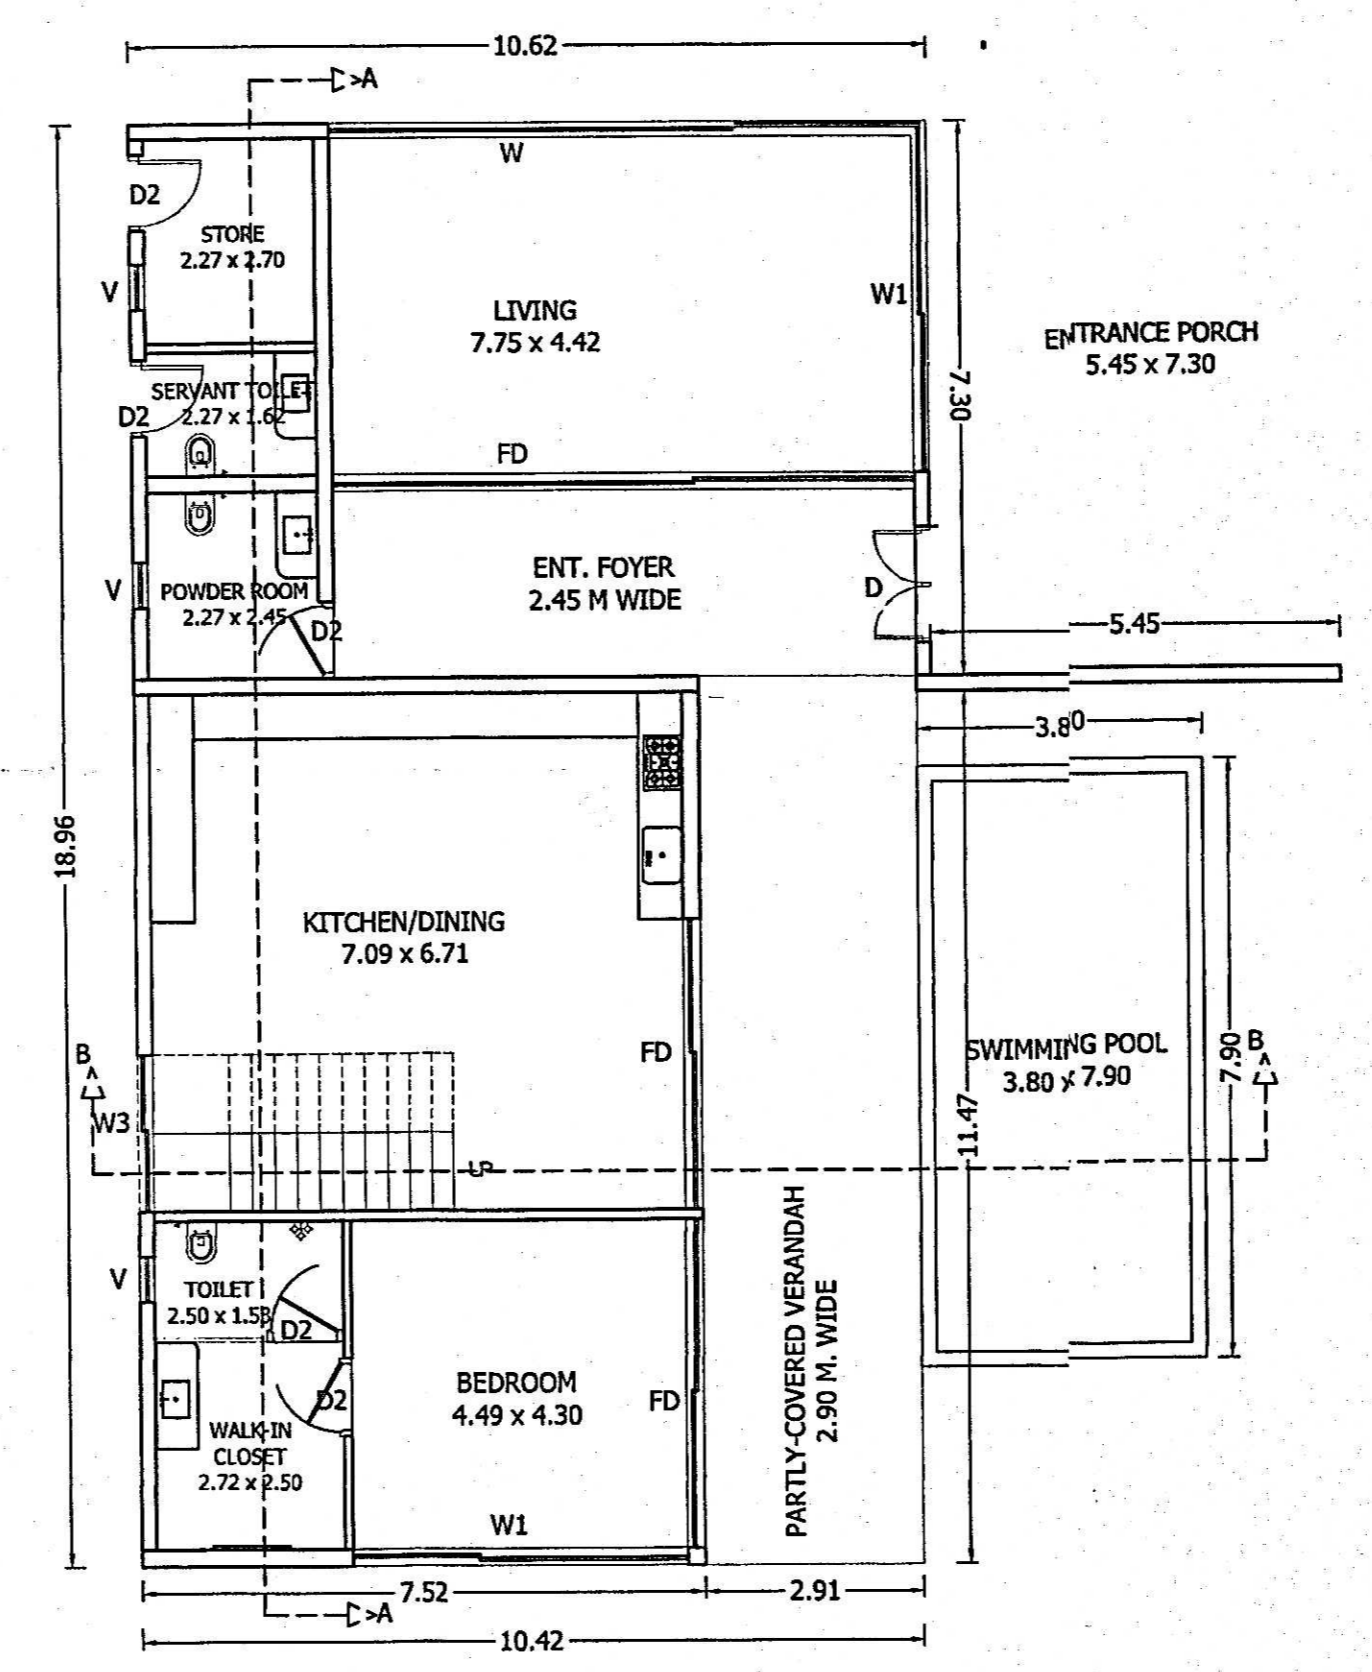 10.62
>A
W
D2
STORE
2.27 x 2.70
V
LIVING
7.75 x 4.42
W1
ENTRANCE PORCH
5.45 x 7.30
7.30
SERVANT TOILET
2.27 x 1.62
D2
FD
ENT. FOYER
2.45 M WIDE
D
V
POWDER ROOM
2.27 x 2.45
D2
5.45
3.80
18.96
KITCHEN/DINING
7.09 x 6.71
FD
B
W3
UP
SWIMMING POOL
3.80 x 7.90
7.90
B
11.47
V
TOILET
2.50 x 1.53
D2
BEDROOM
4.49 x 4.30
FD
D2
WALK-IN
CLOSET
2.72 x 2.50
W1
PARTLY-COVERED VERANDAH
2.90 M. WIDE
7.52
2.91
>A
10.42